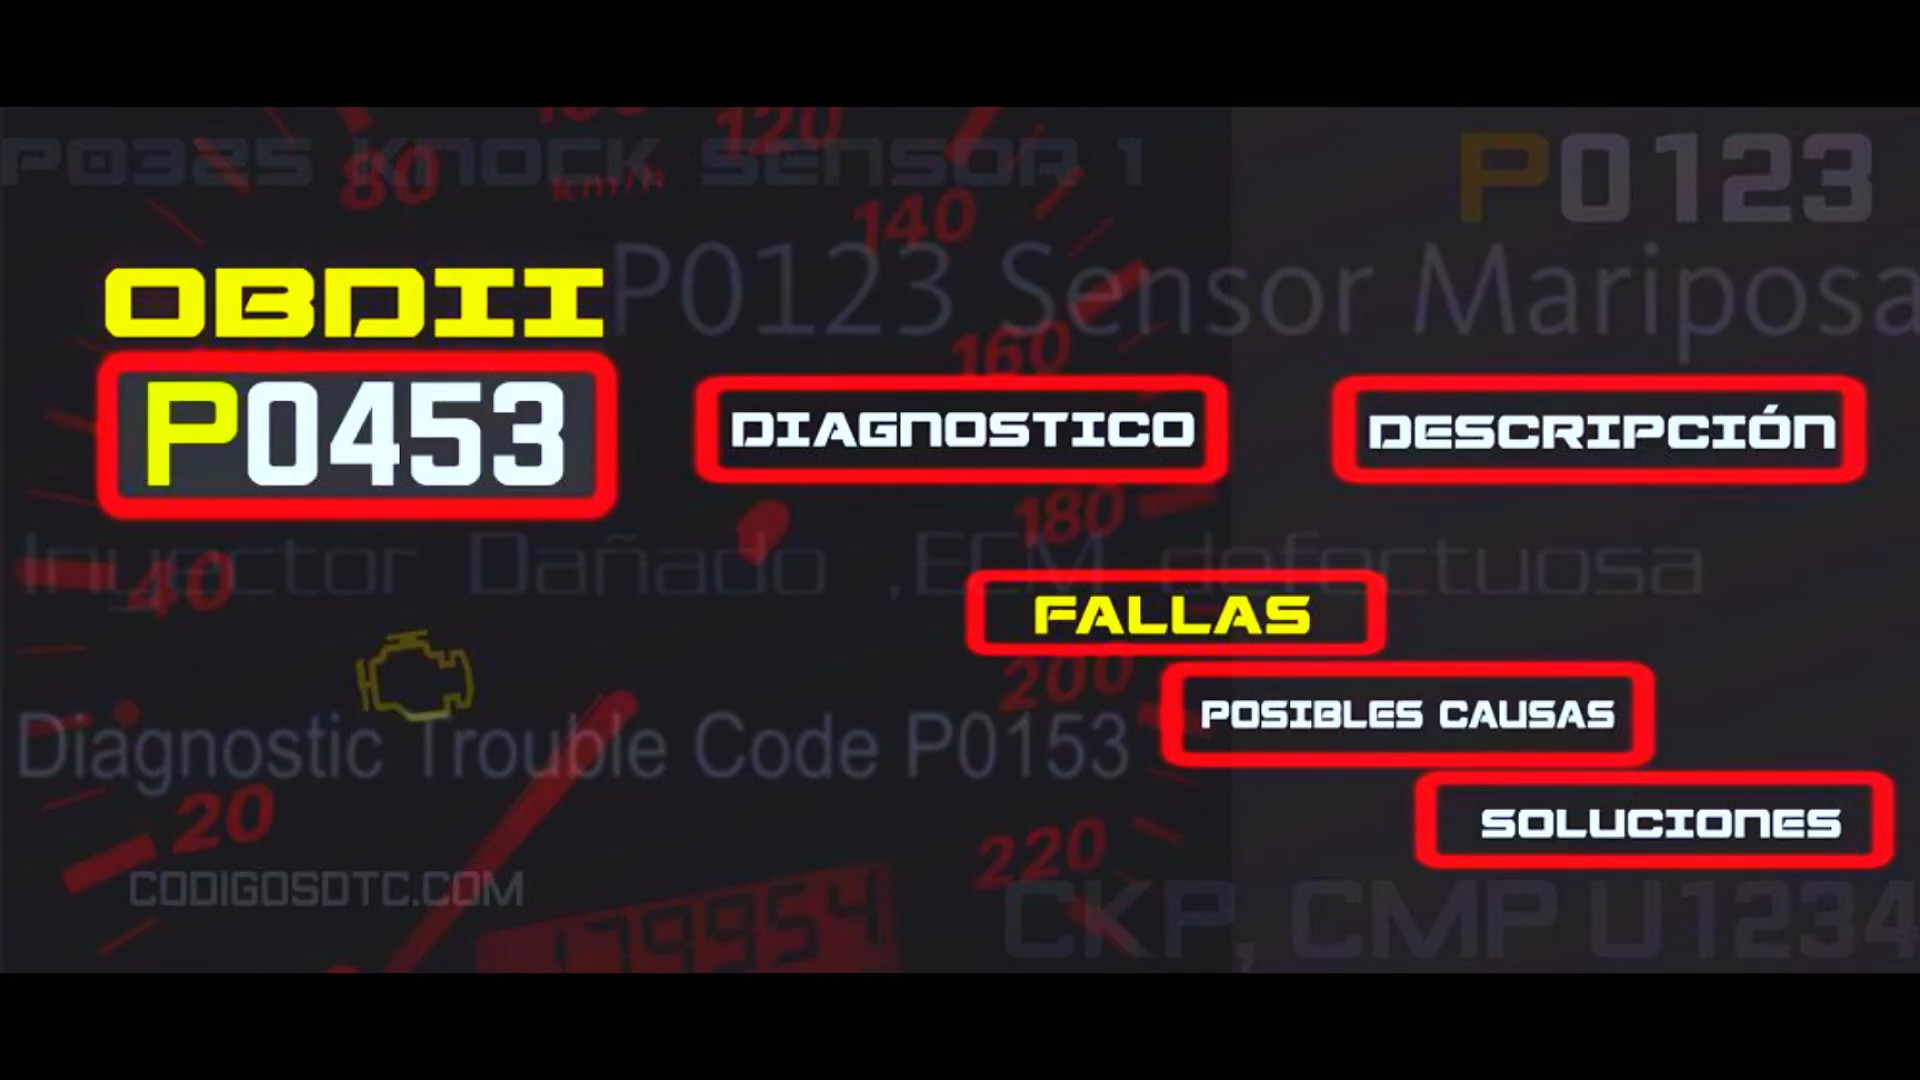 P0325 KNOCK SENSOR 1
120
80
km/h
P0123
140
P0123 Sensor Mariposa
OBDII
160
P0453
DIAGNOSTICO
DESCRIPCIÓN
180
Inyector Dañado ,ECM defectuosa
40
FALLAS
200
POSIBLES CAUSAS
Diagnostic Trouble Code P0153
20
SOLUCIONES
220
CODIGOSDTC.COM
179954
CKP, CMP U1234